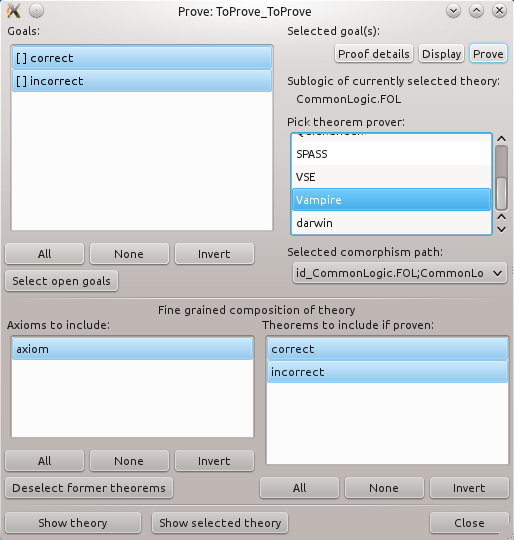 Prove: ToProve_ToProve
Goals:
[ ] correct
[ ] incorrect
All
None
Invert
Select open goals
Selected goal(s):
Proof details
Display
Prove
Sublogic of currently selected theory:
CommonLogic.FOL
Pick theorem prover:
SPASS
VSE
Vampire
darwin
Selected comorphism path:
id_CommonLogic.FOL;CommonLo
Fine grained composition of theory
Axioms to include:
axiom
All
None
Invert
Deselect former theorems
Theorems to include if proven:
correct
incorrect
All
None
Invert
Show theory
Show selected theory
Close